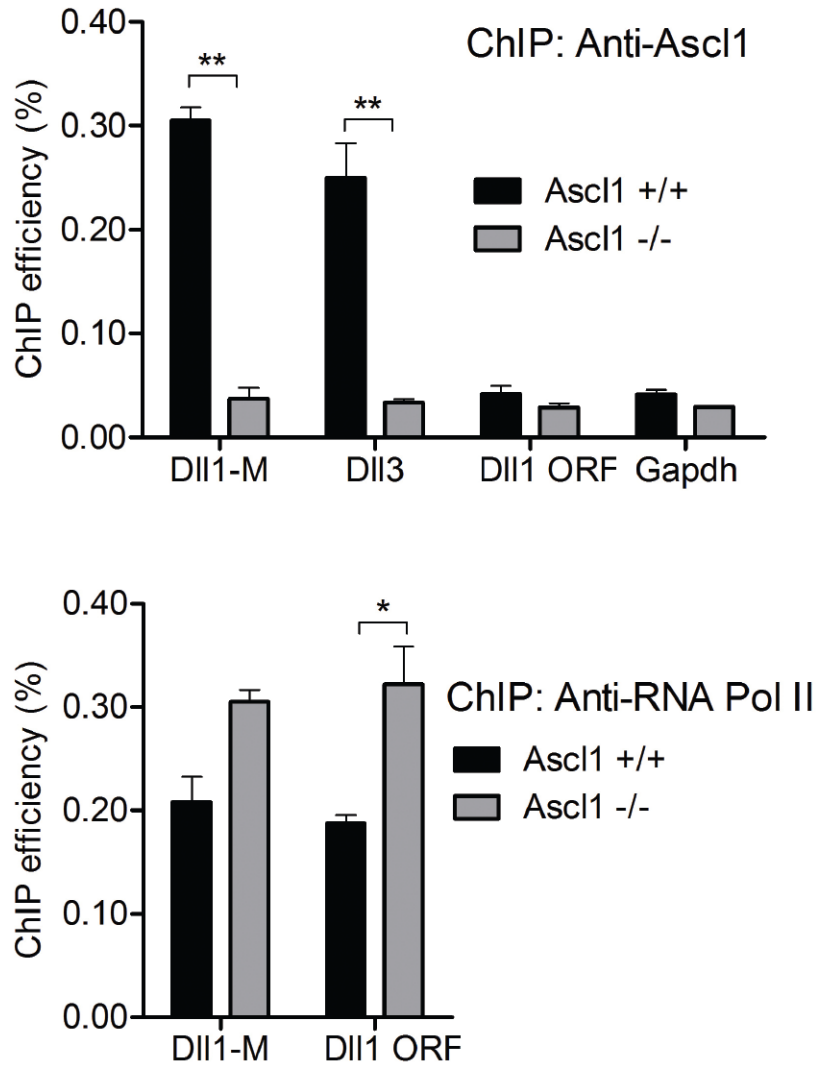 0.40
ChIP: Anti-Ascl1
**
**
0.30
Ascl1 +/+
0.20
Ascl1 -/-
ChIP efficiency (%)
0.10
0.00
Dll1-M Dll3 Dll1 ORF Gapdh
0.40
*
0.30
ChIP: Anti-RNA Pol II
Ascl1 +/+
0.20
Ascl1 -/-
ChIP efficiency (%)
0.10
0.00
Dll1-M Dll1 ORF